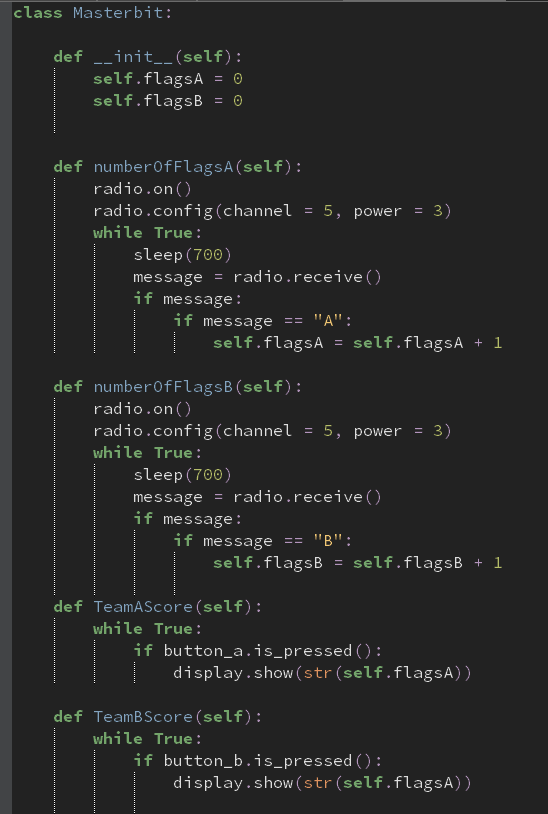 class Masterbit:
    def __init__(self):
        self.flagsA = 0
        self.flagsB = 0
    def numberOfFlagsA(self):
        radio.on()
        radio.config(channel = 5, power = 3)
        while True:
            sleep(700)
            message = radio.receive()
            if message:
                if message == "A":
                    self.flagsA = self.flagsA + 1
    def numberOfFlagsB(self):
        radio.on()
        radio.config(channel = 5, power = 3)
        while True:
            sleep(700)
            message = radio.receive()
            if message:
                if message == "B":
                    self.flagsB = self.flagsB + 1
    def TeamAScore(self):
        while True:
            if button_a.is_pressed():
                display.show(str(self.flagsA))
    def TeamBScore(self):
        while True:
            if button_b.is_pressed():
                display.show(str(self.flagsA))